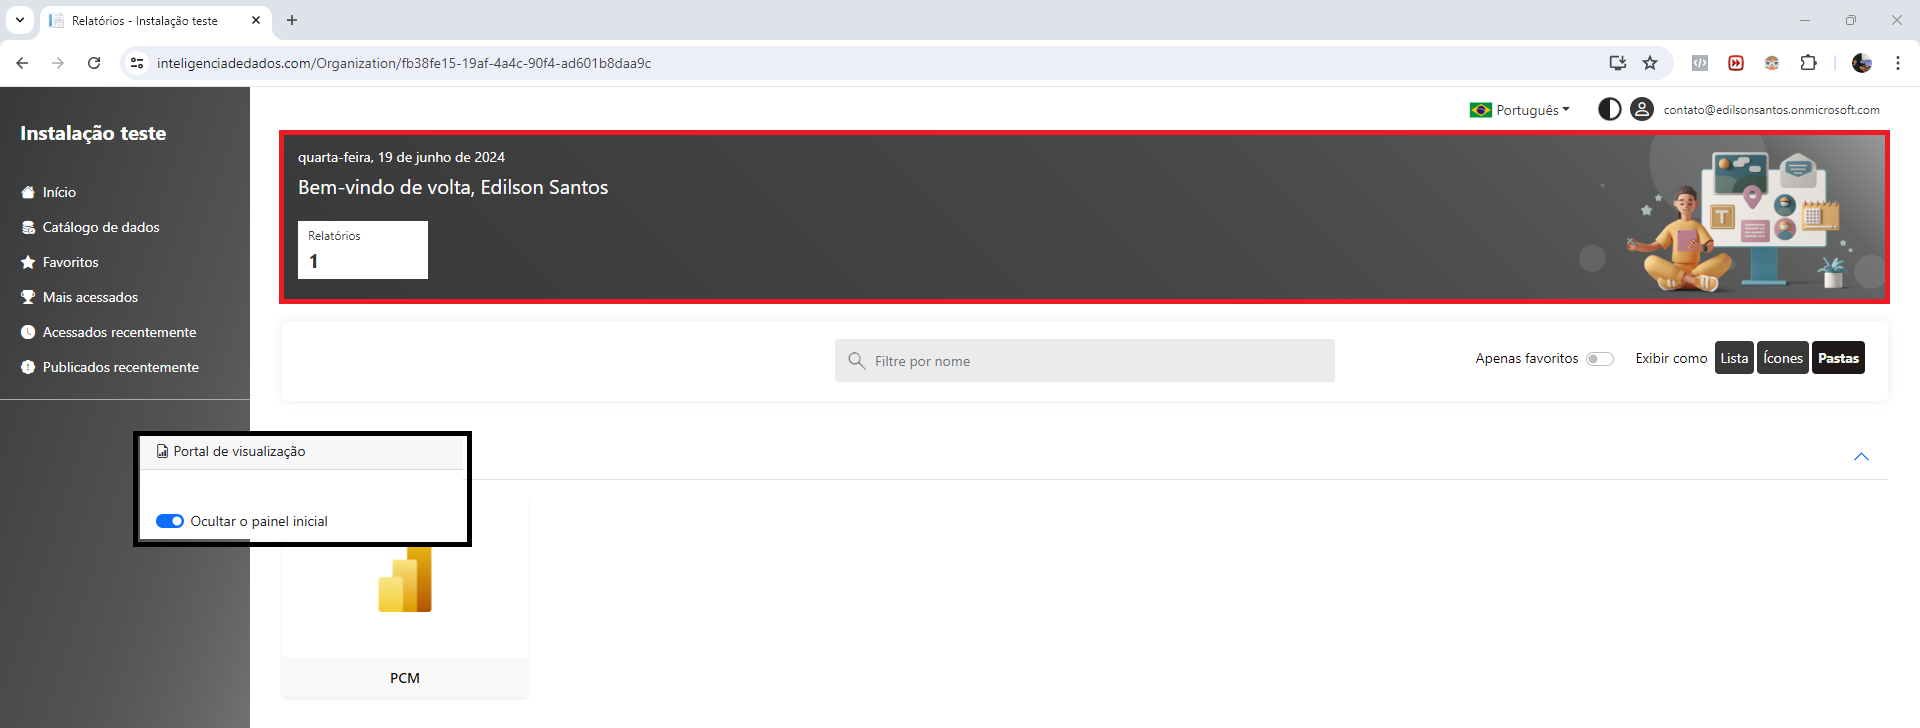 Relatórios - Instalação teste
inteligenciadedados.com/Organization/fb38fe15-19af-4a4c-90f4-ad601b8daa9c
Instalação teste
Início
Catálogo de dados
Favoritos
Mais acessados
Acessados recentemente
Publicados recentemente
Português
contato@edilsonsantos.onmicrosoft.com
quarta-feira, 19 de junho de 2024
Bem-vindo de volta, Edilson Santos
Relatórios
1
T
Filtre por nome
Apenas favoritos
Exibir como Lista Ícones Pastas
Portal de visualização
Ocultar o painel inicial
PCM